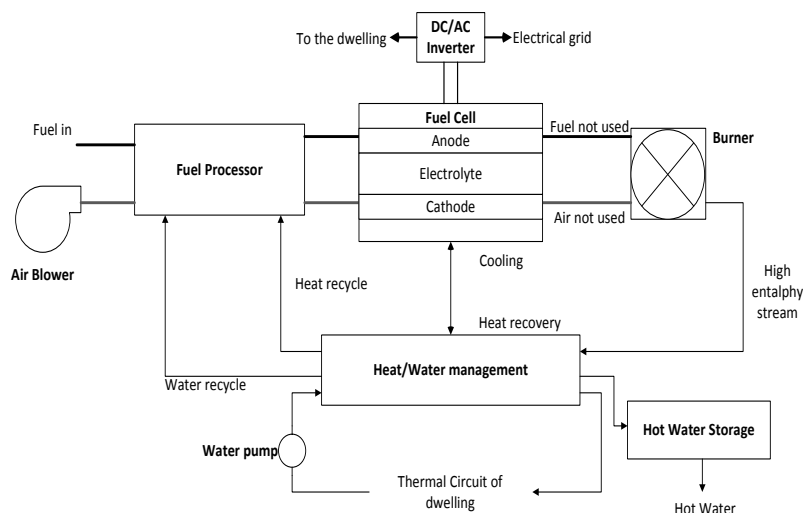 DC/AC
Inverter
To the dwelling
Electrical grid
Fuel Cell
Fuel in
Anode
Fuel not used
Burner
Fuel Processor
Electrolyte
Cathode
Air not used
Air Blower
Cooling
Heat recycle
High
entalphy
stream
Heat recovery
Heat/Water management
Water recycle
Hot Water Storage
Water pump
Thermal Circuit of
dwelling
Hot Water